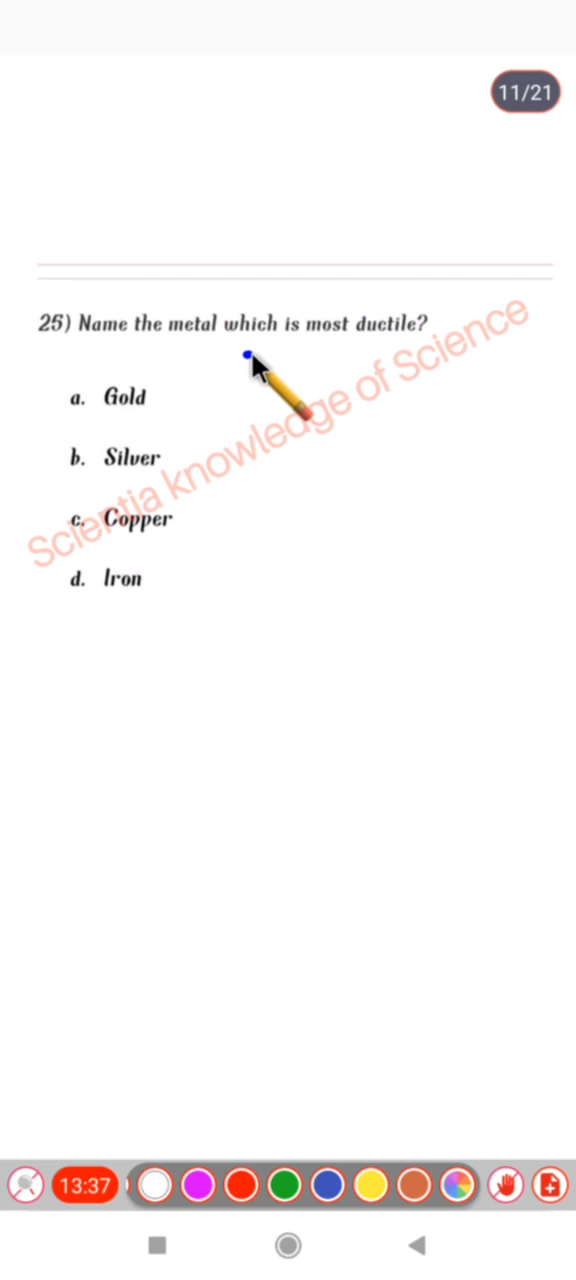 11/21
25) Name the metal which is most ductile?
a. Gold
b. Silver
c. Copper
d. Iron
Scientia knowledge of Science
13:37